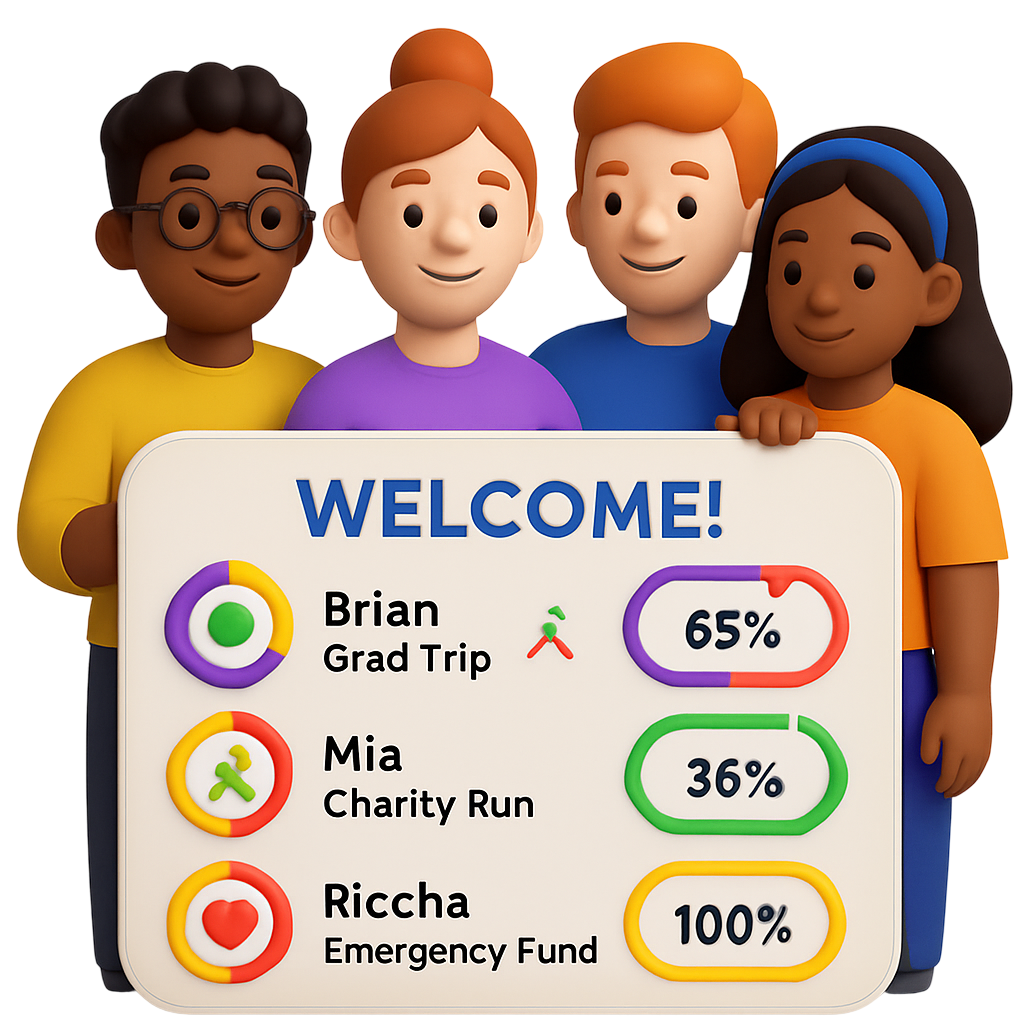 WELCOME!
Brian
Grad Trip
65%
Mia
Charity Run
36%
Riccha
Emergency Fund
100%